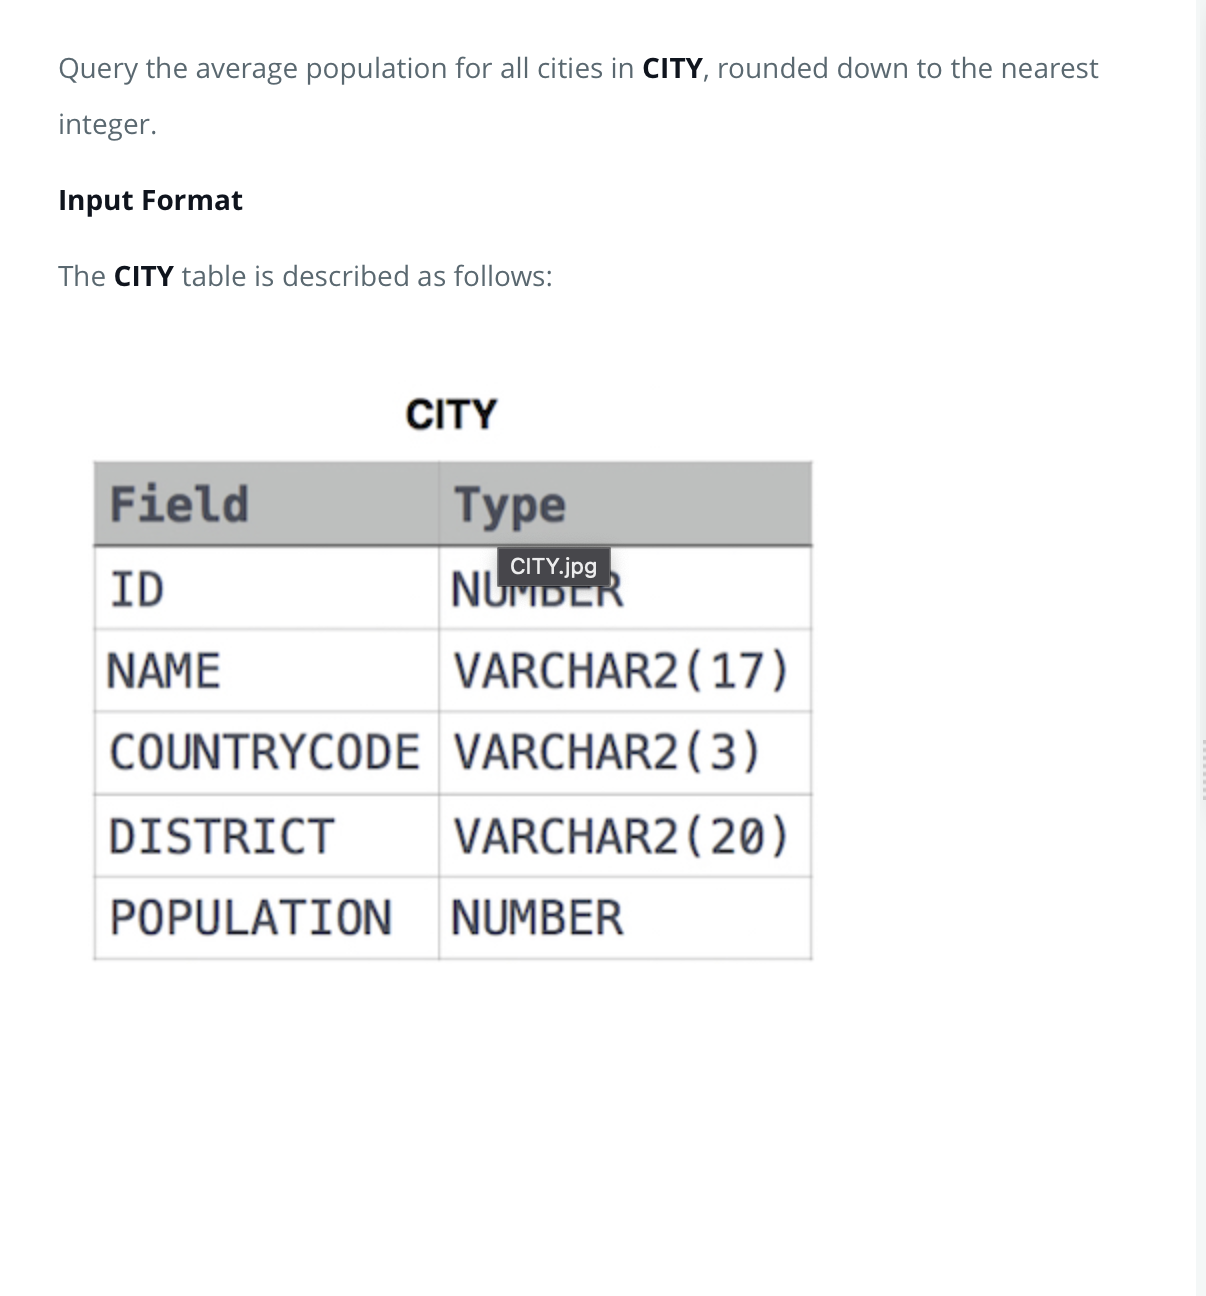 Query the average population for all cities in CITY, rounded down to the nearest
integer.
Input Format
The CITY table is described as follows:
CITY
Field Type
CITY.jpg
ID NUMBER
NAME VARCHAR2(17)
COUNTRYCODE VARCHAR2(3)
DISTRICT VARCHAR2(20)
POPULATION NUMBER